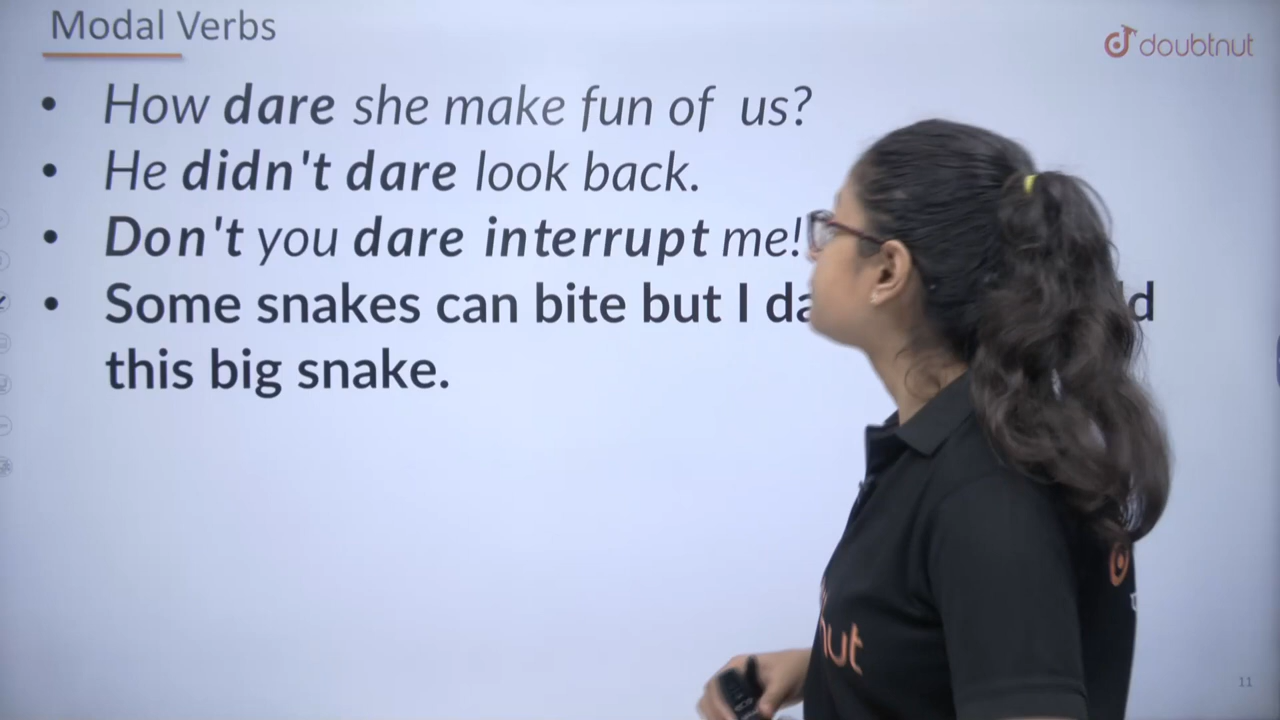 Modal Verbs
doubtnut
How dare she make fun of us?
He didn't dare look back.
Don't you dare interrupt me!
Some snakes can bite but I
this big snake.
nut
11